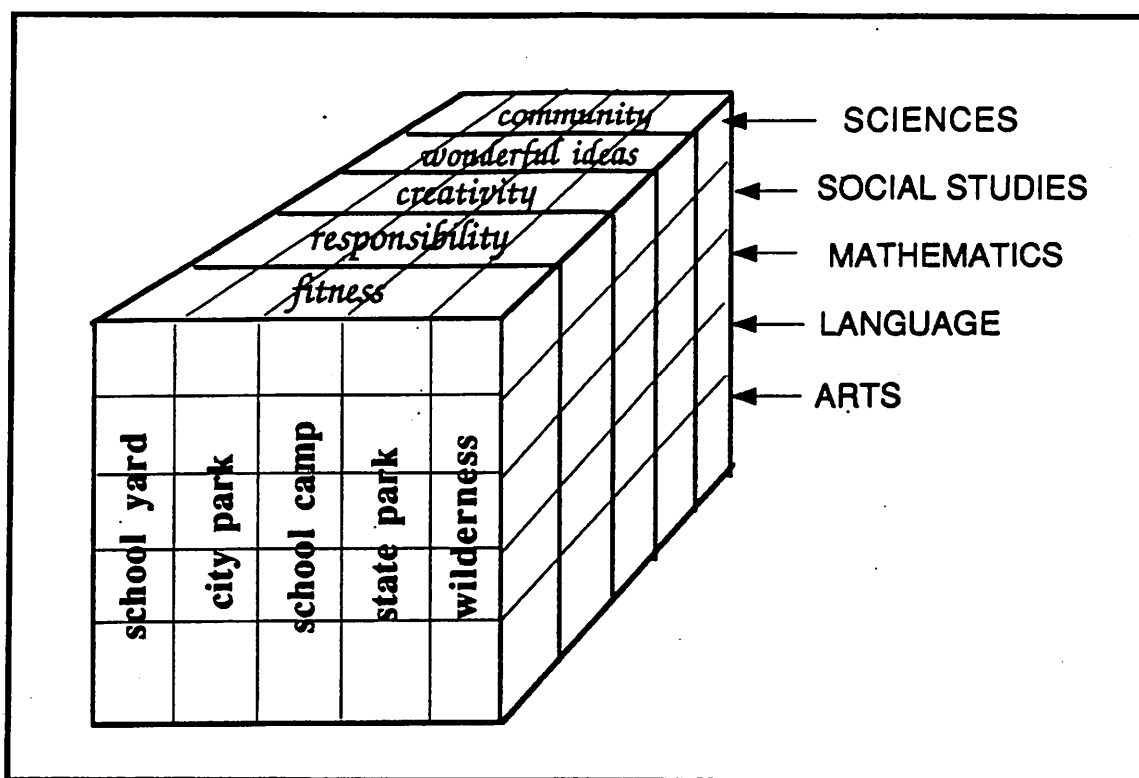 community
wonderful ideas
creativity
responsibility
fitness
SCIENCES
SOCIAL STUDIES
MATHEMATICS
LANGUAGE
ARTS
school yard
city park
school camp
state park
wilderness